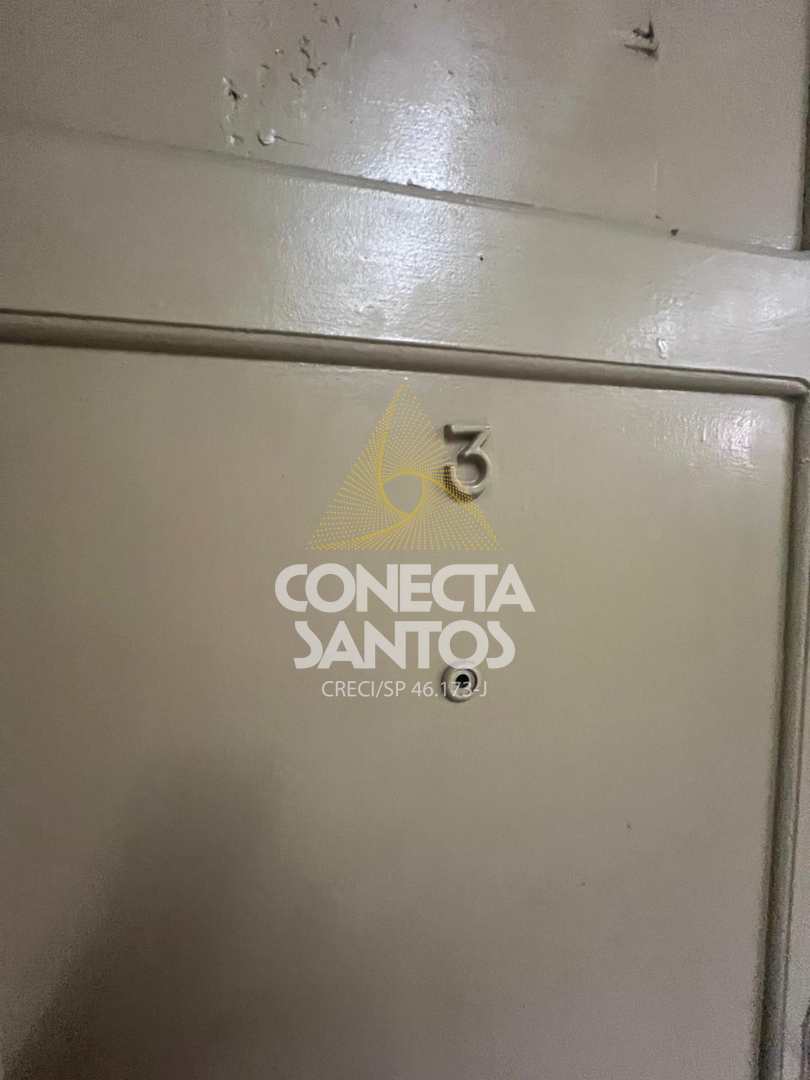 3
CONECTA
SANTOS
CRECI/SP 46.173-J